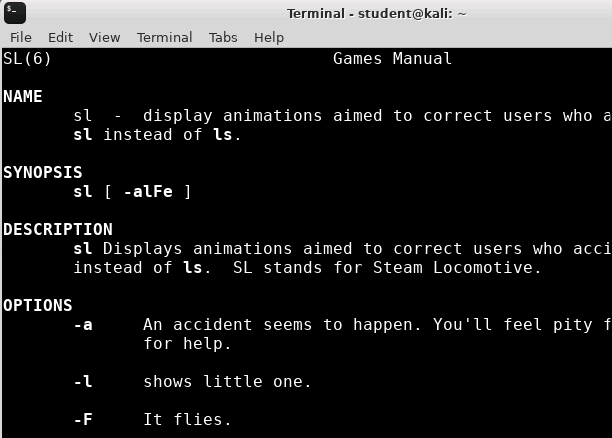 Terminal - student@kali: ~
File Edit View Terminal Tabs Help
SL(6) Games Manual
NAME
sl - display animations aimed to correct users who a
sl instead of ls.
SYNOPSIS
sl [ -alFe ]
DESCRIPTION
sl Displays animations aimed to correct users who acci
instead of ls. SL stands for Steam Locomotive.
OPTIONS
-a An accident seems to happen. You'll feel pity f
for help.
-l shows little one.
-F It flies.